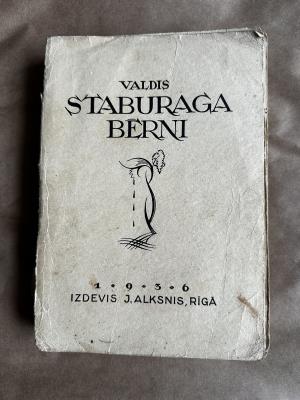 VALDIS
STABURAGA
BĒRNI
1 • 9 • 3 • 6
IZDEVIS J. ALKSNIS, RĪGĀ